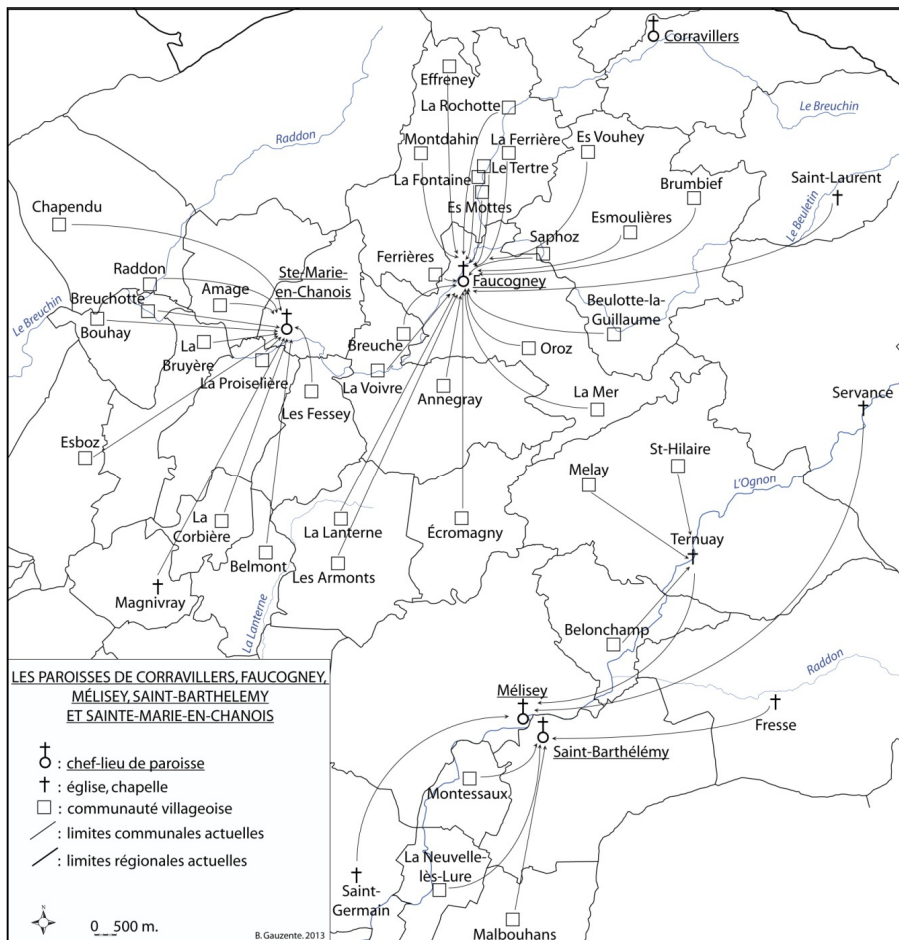 Corravillers
Effreney
La Rochotte
Le Breuchin
Raddon
Montdahin
La Ferrière
Es Vouhey
Le Tertre
La Fontaine
Es Mottes
Brumbief
Saint-Laurent
Le Beuletin
Chapendu
Esmoulières
Saphoz
Raddon
Ste-Marie-
en-Chanois
Ferrières
Faucogney
Breuchotte
Amage
Beulotte-la-
Guillaume
Le Breuchin
Bouhay
La
Bruyère
Breuche
Oroz
La Proiselière
La Voivre
Annegray
La Mer
Servance
Les Fessey
Esboz
Melay
St-Hilaire
L'Ognon
La
Corbière
La Lanterne
Écromagny
Ternuay
Belmont
Les Armonts
Magnivray
La Lanterne
Belonchamp
Raddon
LES PAROISSES DE CORRAVILLERS, FAUCOGNEY,
MÉLISEY, SAINT-BARTHELEMY
ET SAINTE-MARIE-EN-CHANOIS
Mélisey
Fresse
Saint-Barthélémy
: chef-lieu de paroisse
: église, chapelle
: communauté villageoise
: limites communales actuelles
: limites régionales actuelles
Montessaux
La Neuvelle-
lès-Lure
Saint-
Germain
Malbouhans
0 500 m.
B. Gauzente. 2013